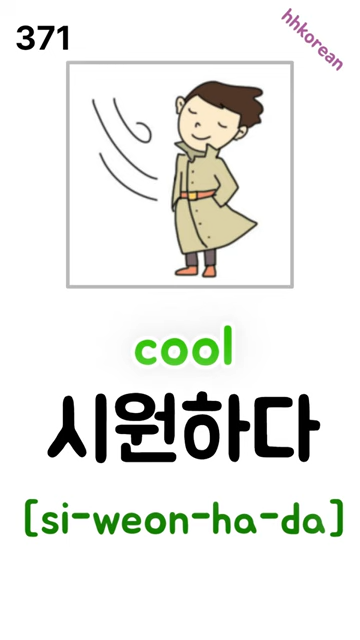 371
hhkorean
cool
시원하다
[si-weon-ha-da]